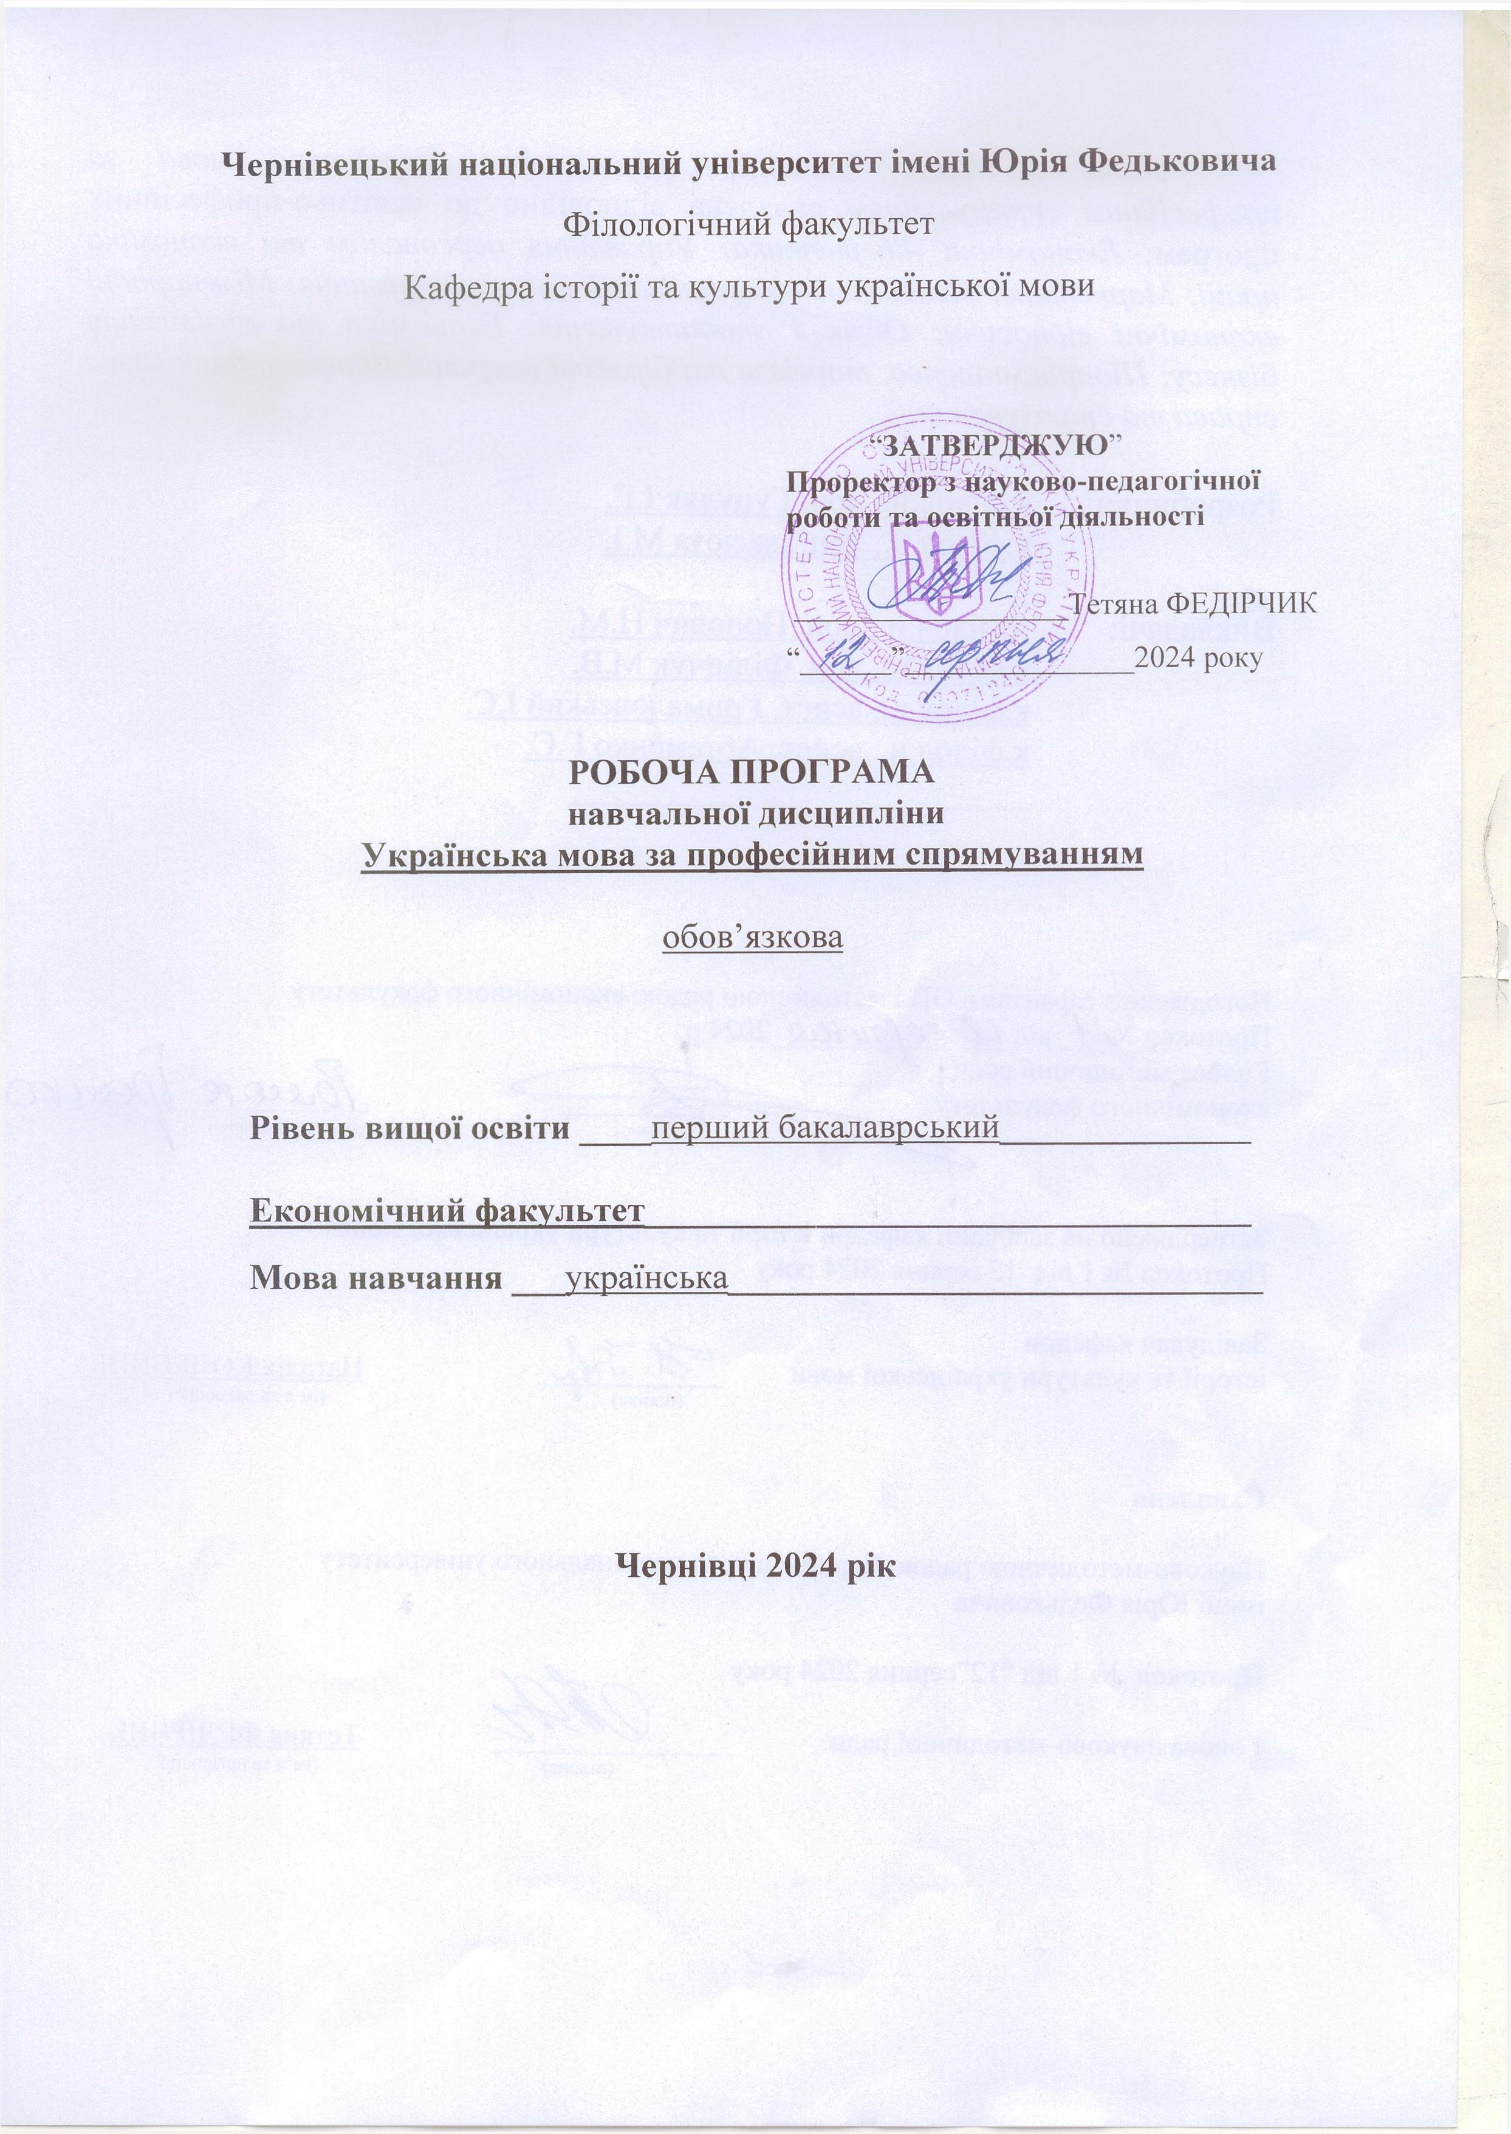 Чернівецький національний університет імені Юрія Федьковича
Філологічний факультет
Кафедра історії та культури української мови
“ЗАТВЕРДЖУЮ”
Проректор з науково-педагогічної
роботи та освітньої діяльності
Тетяна ФЕДІРЧИК
“ 12 ” серпня 2024 року
РОБОЧА ПРОГРАМА
навчальної дисципліни
Українська мова за професійним спрямуванням
обов’язкова
Рівень вищої освіти перший бакалаврський
Економічний факультет
Мова навчання українська
Чернівці 2024 рік